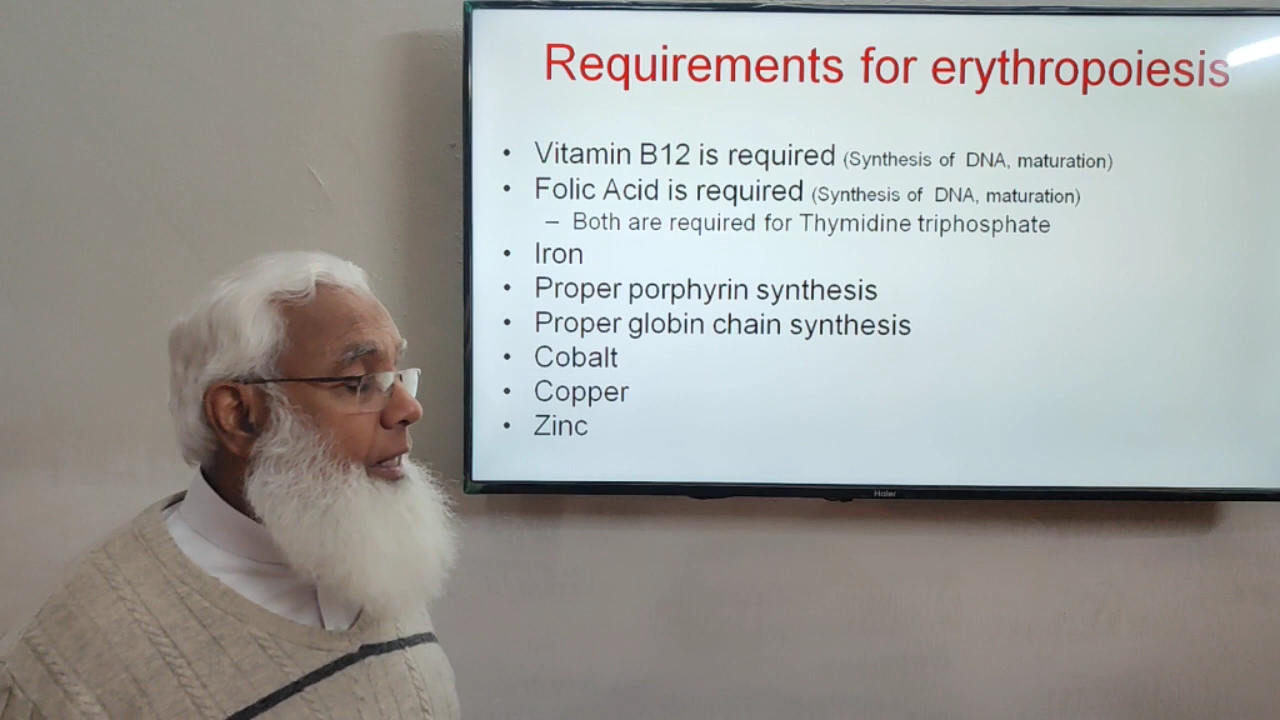 Requirements for erythropoiesis
• Vitamin B12 is required (Synthesis of DNA, maturation)
• Folic Acid is required (Synthesis of DNA, maturation)
– Both are required for Thymidine triphosphate
• Iron
• Proper porphyrin synthesis
• Proper globin chain synthesis
• Cobalt
• Copper
• Zinc
Haier